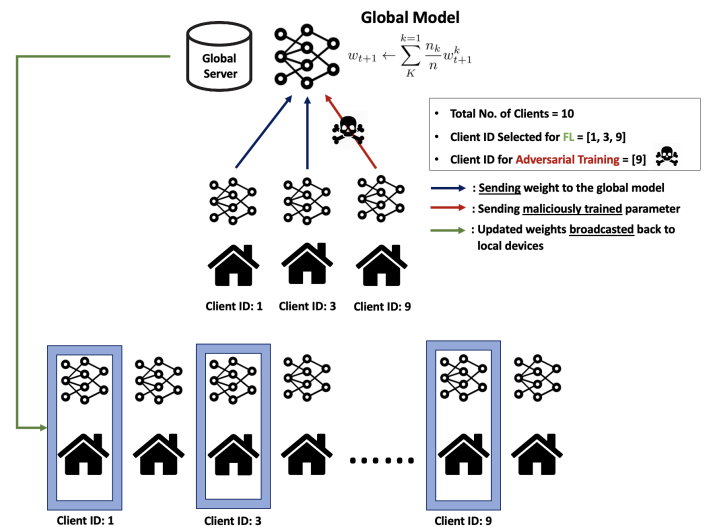 Global Model
Global
Server
w_{t+1} ← \sum_{K}^{k=1} \frac{n_k}{n} w_{t+1}^k
• Total No. of Clients = 10
• Client ID Selected for FL = [1, 3, 9]
• Client ID for Adversarial Training = [9]
: Sending weight to the global model
: Sending maliciously trained parameter
: Updated weights broadcasted back to
local devices
Client ID: 1 Client ID: 3 Client ID: 9
Client ID: 1 Client ID: 3 Client ID: 9